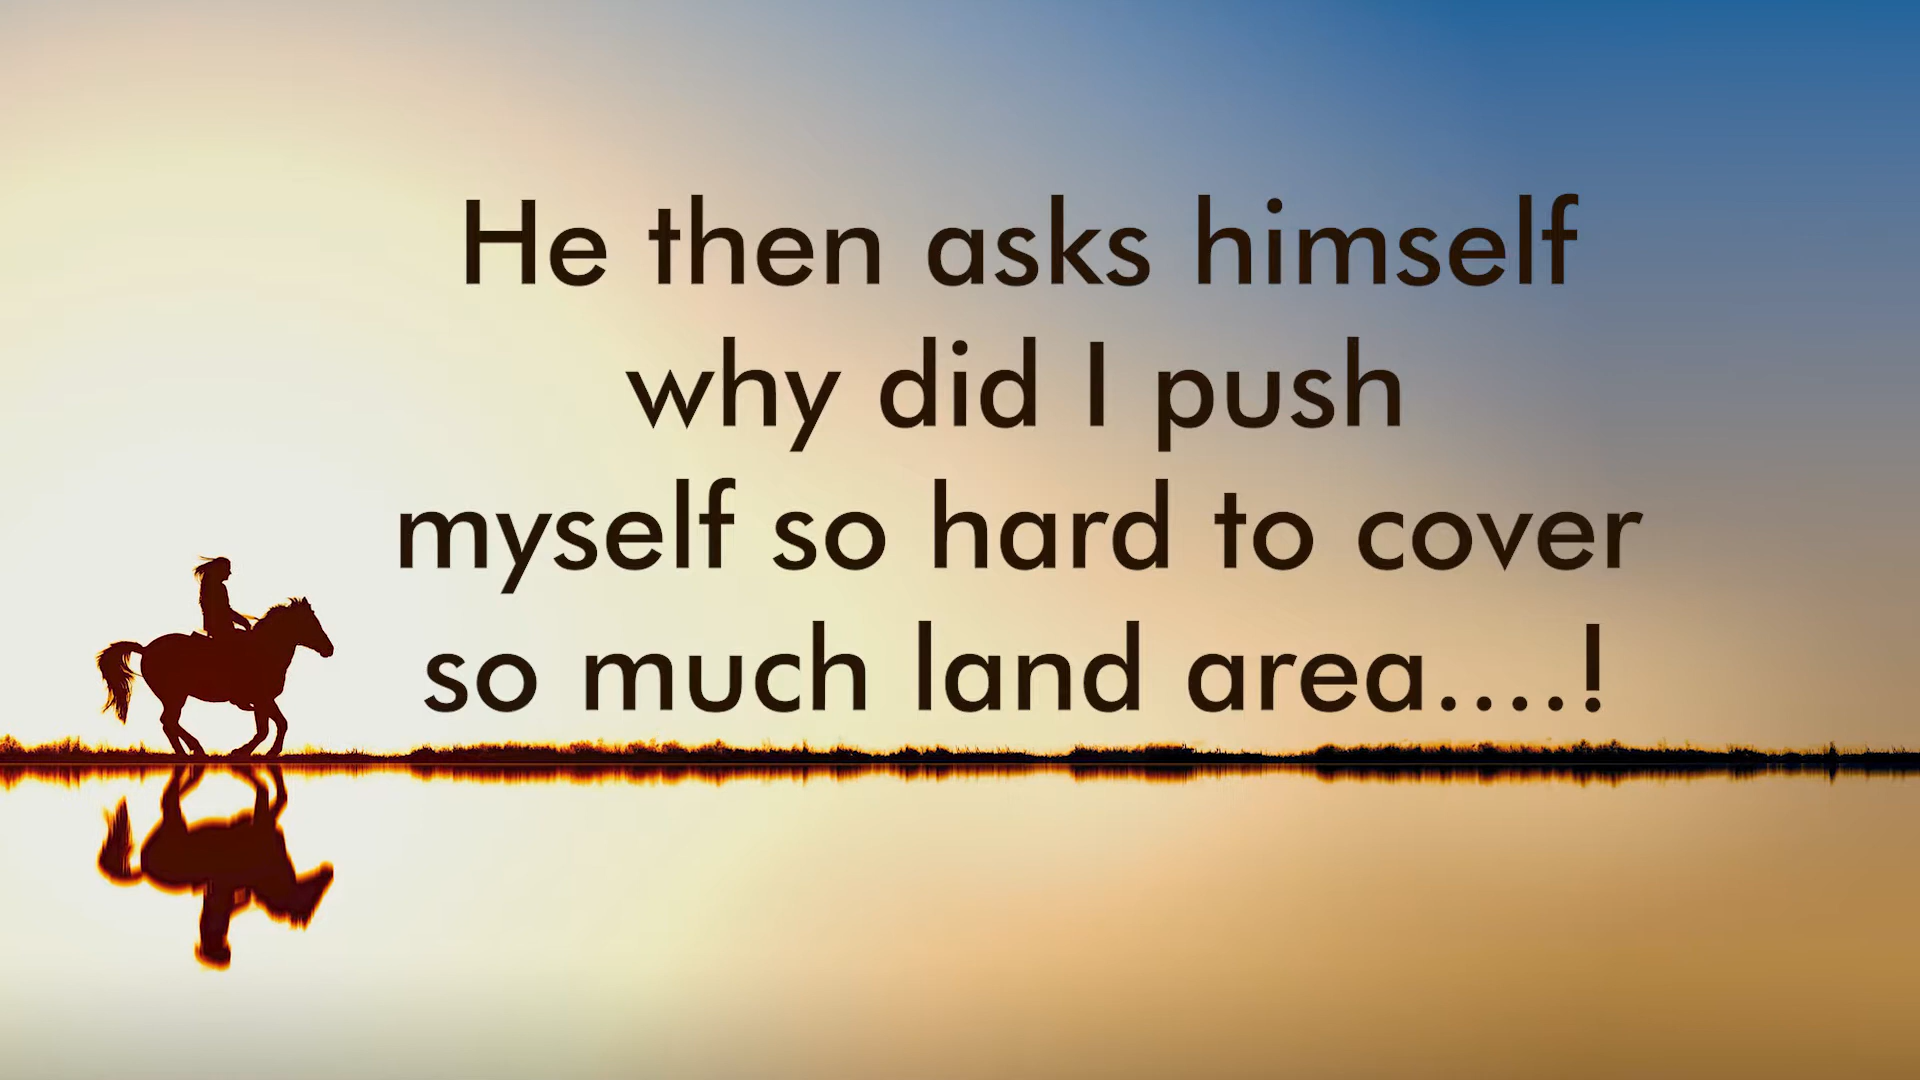 He then asks himself
why did I push
myself so hard to cover
so much land area....!